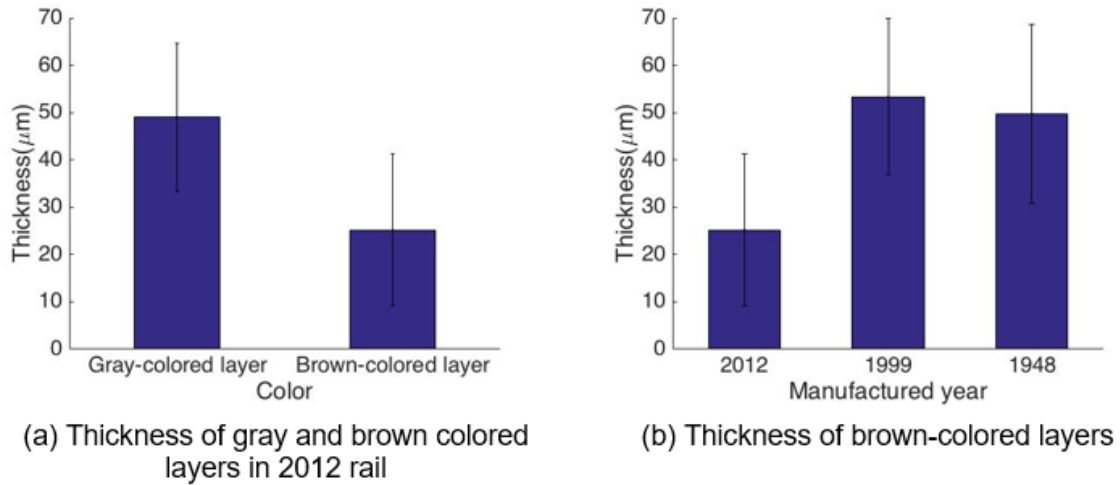 70
60
50
40
30
20
10
0
Thickness(μm)
Gray-colored layer Brown-colored layer
Color
(a) Thickness of gray and brown colored
layers in 2012 rail
70
60
50
40
30
20
10
0
Thickness(μm)
2012 1999 1948
Manufactured year
(b) Thickness of brown-colored layers